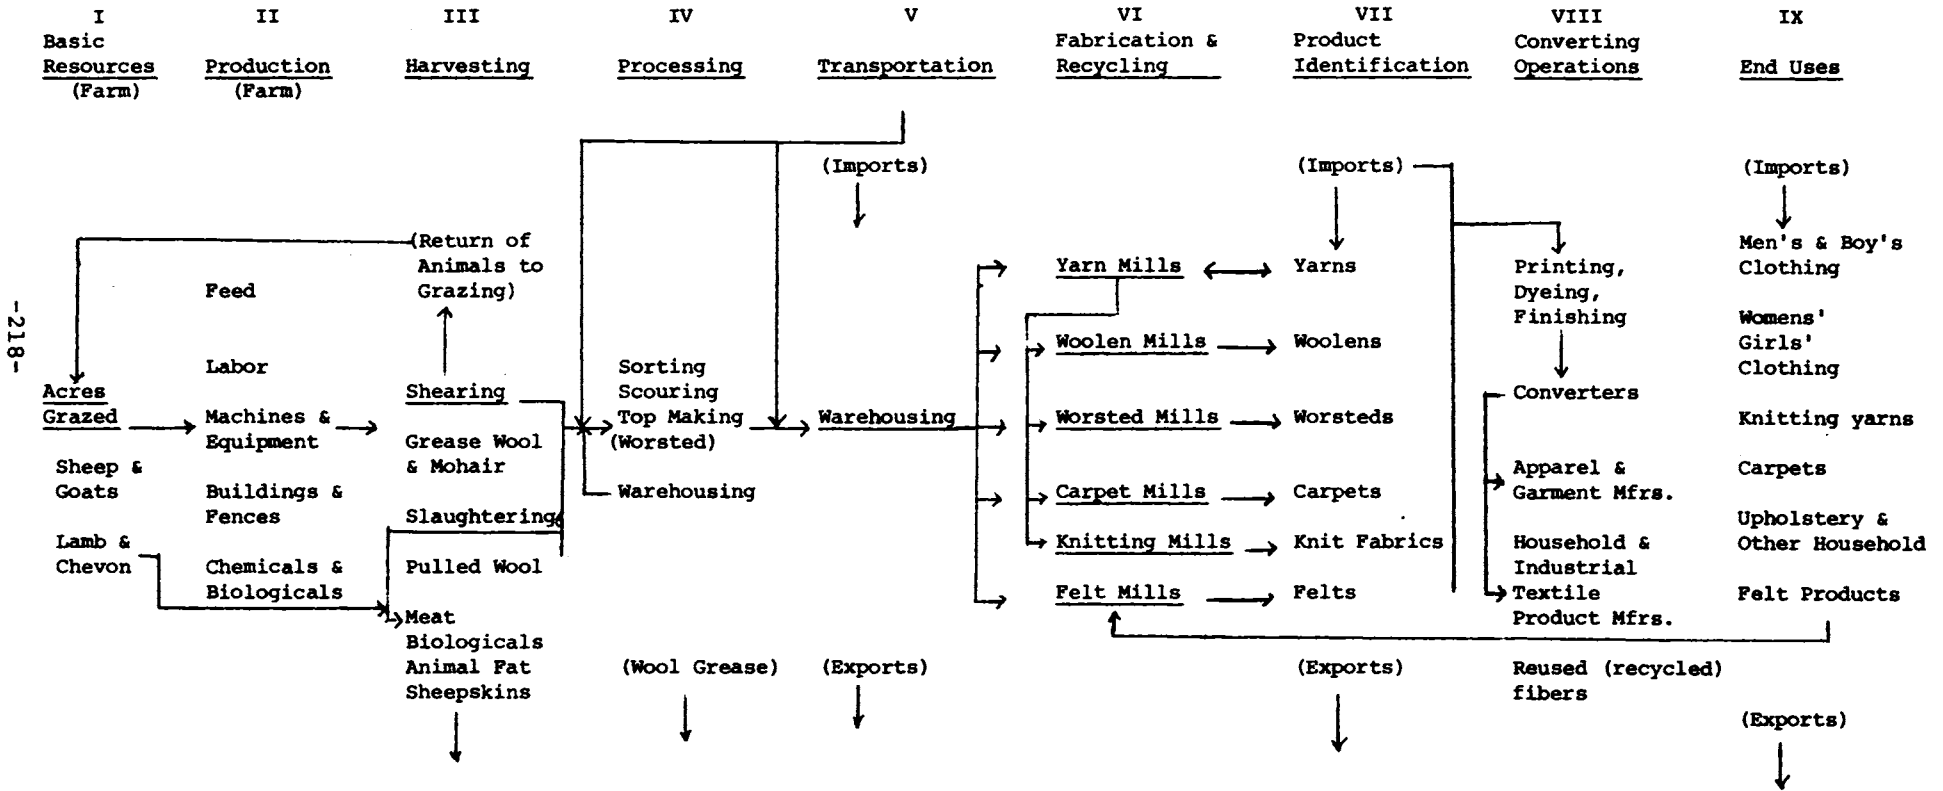 I
Basic
Resources
(Farm)
II
Production
(Farm)
III
Harvesting
IV
Processing
V
Transportation
VI
Fabrication &
Recycling
VII
Product
Identification
VIII
Converting
Operations
IX
End Uses
-218-
Acres
Grazed
Sheep &
Goats
Lamb &
Chevon
Feed
Labor
Machines &
Equipment
Buildings &
Fences
Chemicals &
Biologicals
(Return of
Animals to
Grazing)
Shearing
Grease Wool
& Mohair
Slaughtering
Pulled Wool
Meat
Biologicals
Animal Fat
Sheepskins
Sorting
Scouring
Top Making
(Worsted)
Warehousing
(Wool Grease)
(Imports)
Warehousing
(Exports)
Yarn Mills
Woolen Mills
Worsted Mills
Carpet Mills
Knitting Mills
Felt Mills
(Imports)
Yarns
Woolens
Worsteds
Carpets
Knit Fabrics
Felts
(Exports)
Printing,
Dyeing,
Finishing
Converters
Apparel &
Garment Mfrs.
Household &
Industrial
Textile
Product Mfrs.
Reused (recycled)
fibers
(Imports)
Men's & Boy's
Clothing
Womens'
Girls'
Clothing
Knitting yarns
Carpets
Upholstery &
Other Household
Felt Products
(Exports)